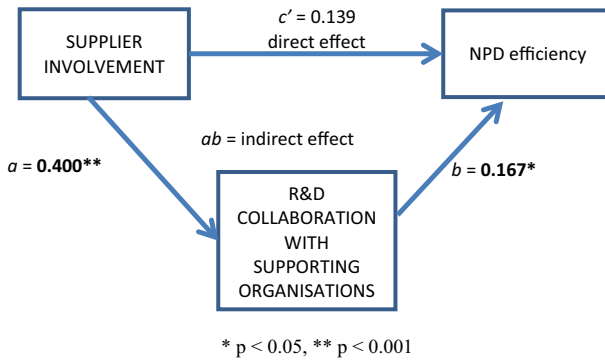 c' = 0.139
direct effect
SUPPLIER
INVOLVEMENT
NPD efficiency
ab = indirect effect
a = 0.400**
b = 0.167*
R&D
COLLABORATION
WITH
SUPPORTING
ORGANISATIONS
* p < 0.05, ** p < 0.001